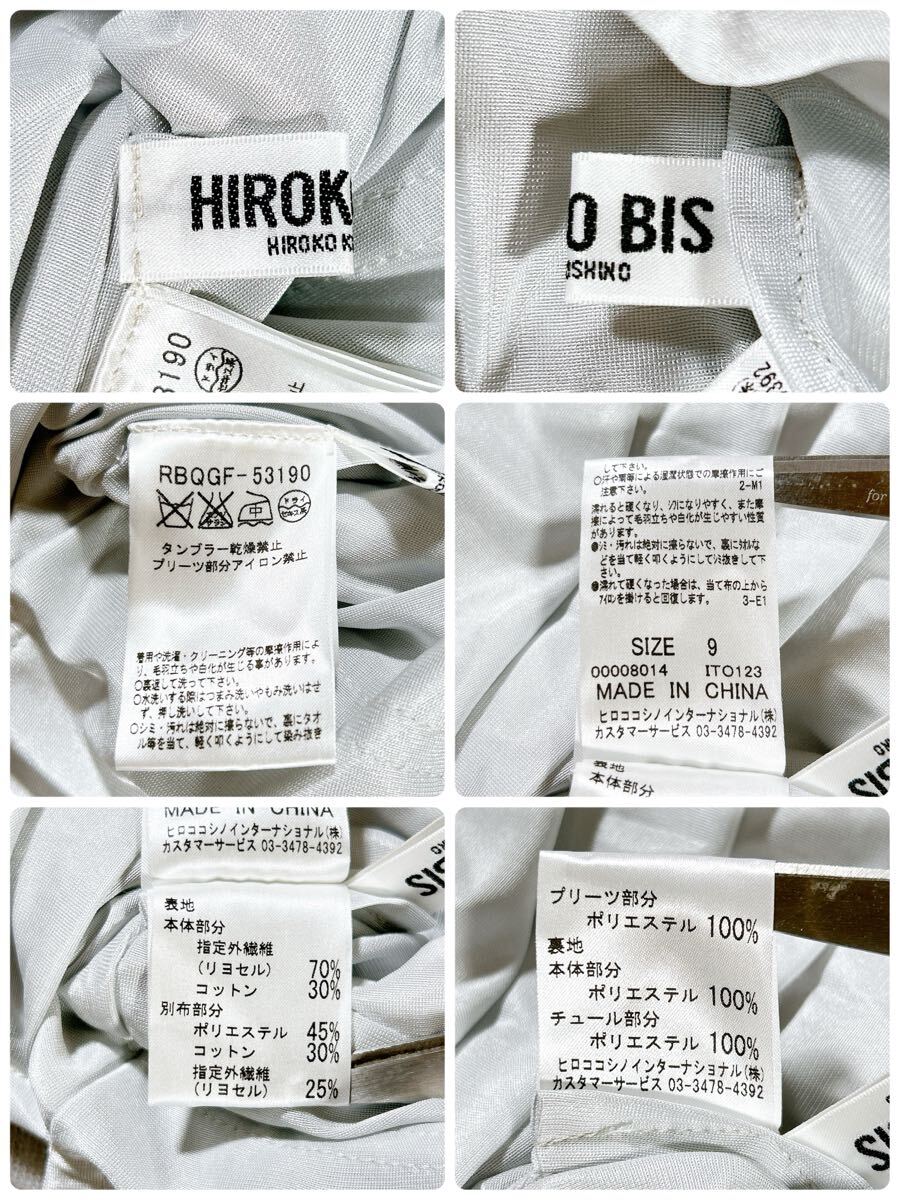 HIROK
HIROKO K
3190
O BIS
OSHINO
392
RBQGF-53190
中
ドライ
セキユ系
タンブラー乾燥禁止
プリーツ部分アイロン禁止
着用や洗濯・クリーニング等の摩擦作用によ
り、毛羽立ちや白化が生じる事があります。
○裏返して洗って下さい。
○水洗いする際はつまみ洗いやもみ洗いはせ
ず、押し洗いして下さい。
○シミ・汚れは絶対に擦らないで、裏にタオ
ル等を当て、軽く叩くようにして染み抜き
して下さい。
○汗や雨等による湿潤状態での摩擦作用にご
注意下さい。
2-M1
濡れると硬くなり、シワになりやすく、また摩
擦によって毛羽立ちや白化が生じやすい性質
があります。
●シミ・汚れは絶対に擦らないで、裏にタオルな
どを当て軽く叩くようにしてシミ抜きして下
さい。
●濡れて硬くなった場合は、当て布の上から
アイロンを掛けると回復します。
3-E1
for
SIZE 9
00008014 ITO123
MADE IN CHINA
ヒロココシノインターナショナル(株)
カスタマーサービス 03-3478-4392
表地
本体部分
MADE IN CHINA
ヒロココシノインターナショナル(株)
カスタマーサービス 03-3478-4392
表地
本体部分
指定外繊維
(リヨセル) 70%
コットン 30%
別布部分
ポリエステル 45%
コットン 30%
指定外繊維
(リヨセル) 25%
プリーツ部分
ポリエステル 100%
裏地
本体部分
ポリエステル 100%
チュール部分
ポリエステル 100%
ヒロココシノインターナショナル(株)
カスタマーサービス 03-3478-4392